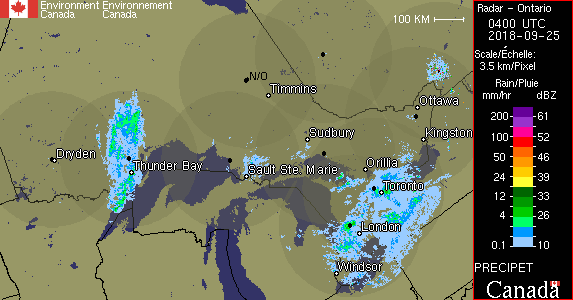 Environment Environnement
Canada Canada
100 KM
N/O
Timmins
Ottawa
Sudbury
Kingston
Dryden
Thunder Bay
Sault Ste. Marie
Orillia
Toronto
London
Windsor
Radar - Ontario
0400 UTC
2018-09-25
Scale/Échelle:
3.5 km/Pixel
Rain/Pluie
mm/hr dBZ
200 61
100 52
50 46
24 39
12 33
4 26
2 20
0.1 10
PRECIPET
Canada